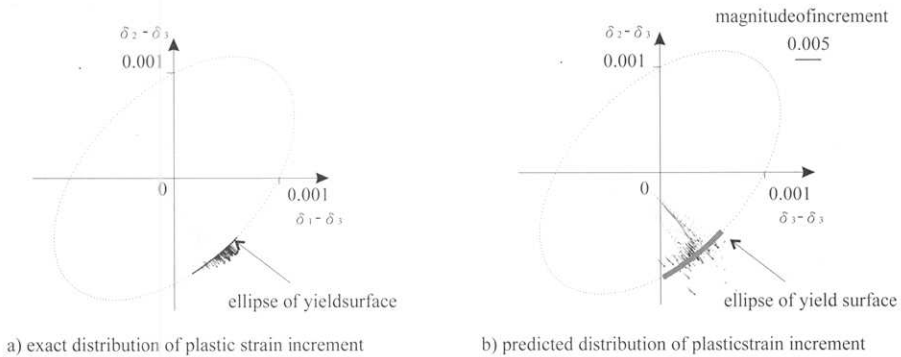 magnitudeofincrement
0.005
δ₂-δ₃
0.001
0
0.001
δ₁-δ₃
ellipse of yieldsurface
a) exact distribution of plastic strain increment
δ₂-δ₃
0.001
0
0.001
δ₃-δ₃
ellipse of yield surface
b) predicted distribution of plasticstrain increment